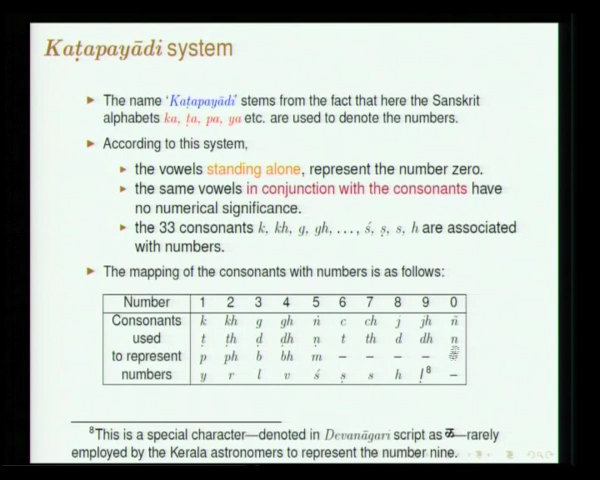 Kaṭapayādi system
▶ The name ‘Kaṭapayādi’ stems from the fact that here the Sanskrit
alphabets ka, ṭa, pa, ya etc. are used to denote the numbers.
▶ According to this system,
▶ the vowels standing alone, represent the number zero.
▶ the same vowels in conjunction with the consonants have
no numerical significance.
▶ the 33 consonants k, kh, g, gh, ..., ś, ṣ, s, h are associated
with numbers.
▶ The mapping of the consonants with numbers is as follows:
Number 1 2 3 4 5 6 7 8 9 0
Consonants k kh g gh ṅ c ch j jh ñ
used ṭ ṭh ḍ ḍh ṇ t th d dh n
to represent p ph b bh m – – – –
numbers y r l v ś ṣ s h ḷ⁸ –
⁸This is a special character—denoted in Devanāgari script as ळ—rarely
employed by the Kerala astronomers to represent the number nine.